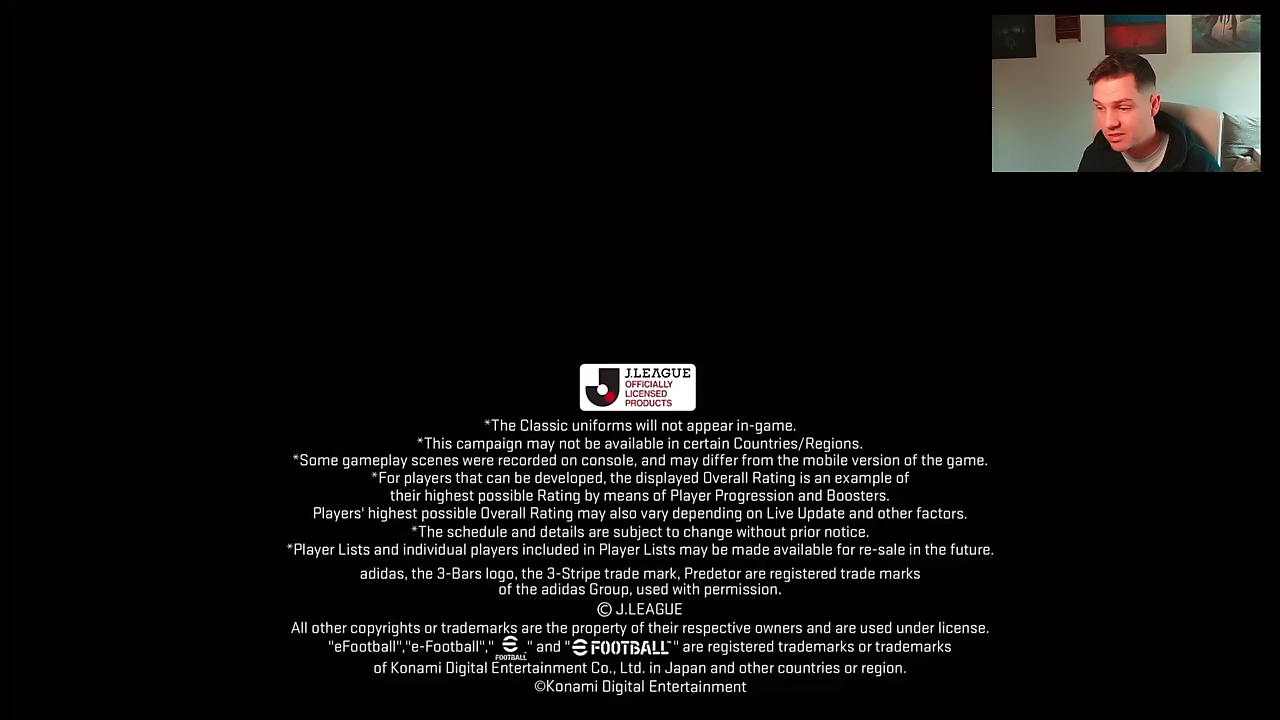 J.LEAGUE
OFFICIALLY
LICENSED
PRODUCTS
*The Classic uniforms will not appear in-game.
*This campaign may not be available in certain Countries/Regions.
*Some gameplay scenes were recorded on console, and may differ from the mobile version of the game.
*For players that can be developed, the displayed Overall Rating is an example of
their highest possible Rating by means of Player Progression and Boosters.
Players' highest possible Overall Rating may also vary depending on Live Update and other factors.
*The schedule and details are subject to change without prior notice.
*Player Lists and individual players included in Player Lists may be made available for re-sale in the future.
adidas, the 3-Bars logo, the 3-Stripe trade mark, Predetor are registered trade marks
of the adidas Group, used with permission.
© J.LEAGUE
All other copyrights or trademarks are the property of their respective owners and are used under license.
"eFootball","e-Football"," FOOTBALL" and "FOOTBALL™" are registered trademarks or trademarks
of Konami Digital Entertainment Co., Ltd. in Japan and other countries or region.
©Konami Digital Entertainment